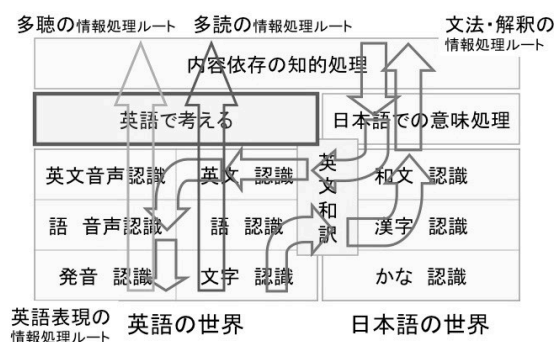 多聴の情報処理ルート 多読の情報処理ルート 文法・解釈の
情報処理ルート
内容依存の知的処理
英語で考える 日本語での意味処理
英文音声認識 英文 認識 英文和訳 和文 認識
語 音声認識 語 認識 漢字 認識
発音 認識 文字 認識 かな 認識
英語表現の
情報処理ルート 英語の世界 日本語の世界